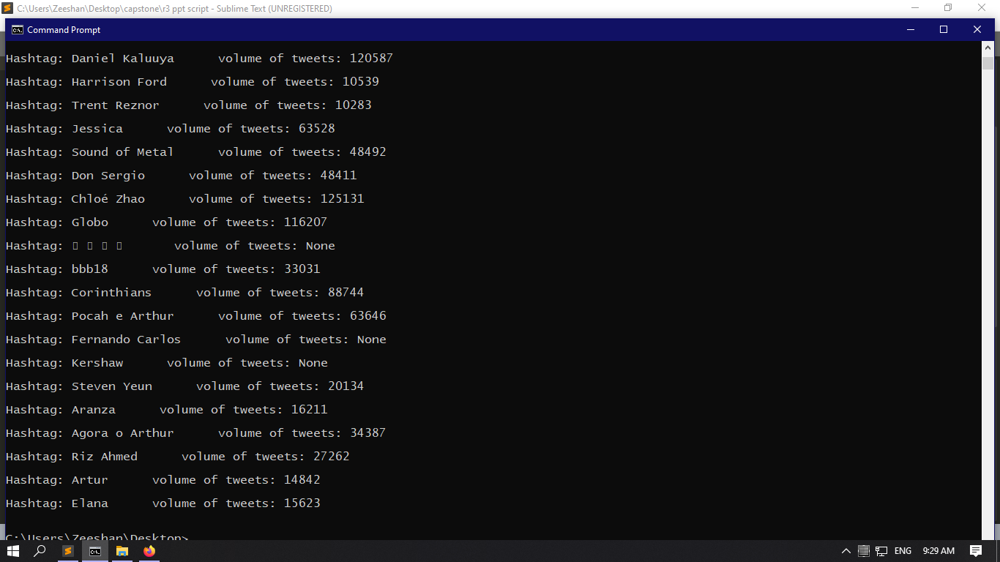 C:\Users\Zeeshan\Desktop\capstone\r3 ppt script - Sublime Text (UNREGISTERED)
Command Prompt
Hashtag: Daniel Kaluuya      volume of tweets: 120587
Hashtag: Harrison Ford      volume of tweets: 10539
Hashtag: Trent Reznor      volume of tweets: 10283
Hashtag: Jessica      volume of tweets: 63528
Hashtag: Sound of Metal      volume of tweets: 48492
Hashtag: Don Sergio      volume of tweets: 48411
Hashtag: Chloé Zhao      volume of tweets: 125131
Hashtag: Globo      volume of tweets: 116207
Hashtag:      volume of tweets: None
Hashtag: bbb18      volume of tweets: 33031
Hashtag: Corinthians      volume of tweets: 88744
Hashtag: Pocah e Arthur      volume of tweets: 63646
Hashtag: Fernando Carlos      volume of tweets: None
Hashtag: Kershaw      volume of tweets: None
Hashtag: Steven Yeun      volume of tweets: 20134
Hashtag: Aranza      volume of tweets: 16211
Hashtag: Agora o Arthur      volume of tweets: 34387
Hashtag: Riz Ahmed      volume of tweets: 27262
Hashtag: Artur      volume of tweets: 14842
Hashtag: Elana      volume of tweets: 15623
C:\Users\Zeeshan\Desktop>
ENG 9:29 AM